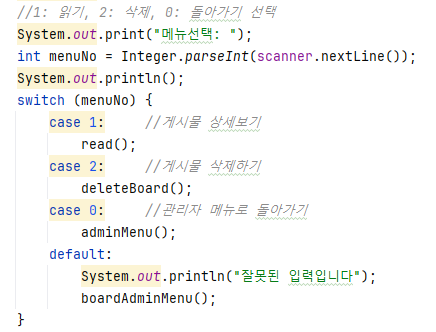 //1: 읽기, 2: 삭제, 0: 돌아가기 선택
System.out.print("메뉴선택: ");
int menuNo = Integer.parseInt(scanner.nextLine());
System.out.println();
switch (menuNo) {
    case 1:     //게시물 상세보기
        read();
    case 2:     //게시물 삭제하기
        deleteBoard();
    case 0:     //관리자 메뉴로 돌아가기
        adminMenu();
    default:
        System.out.println("잘못된 입력입니다");
        boardAdminMenu();
}